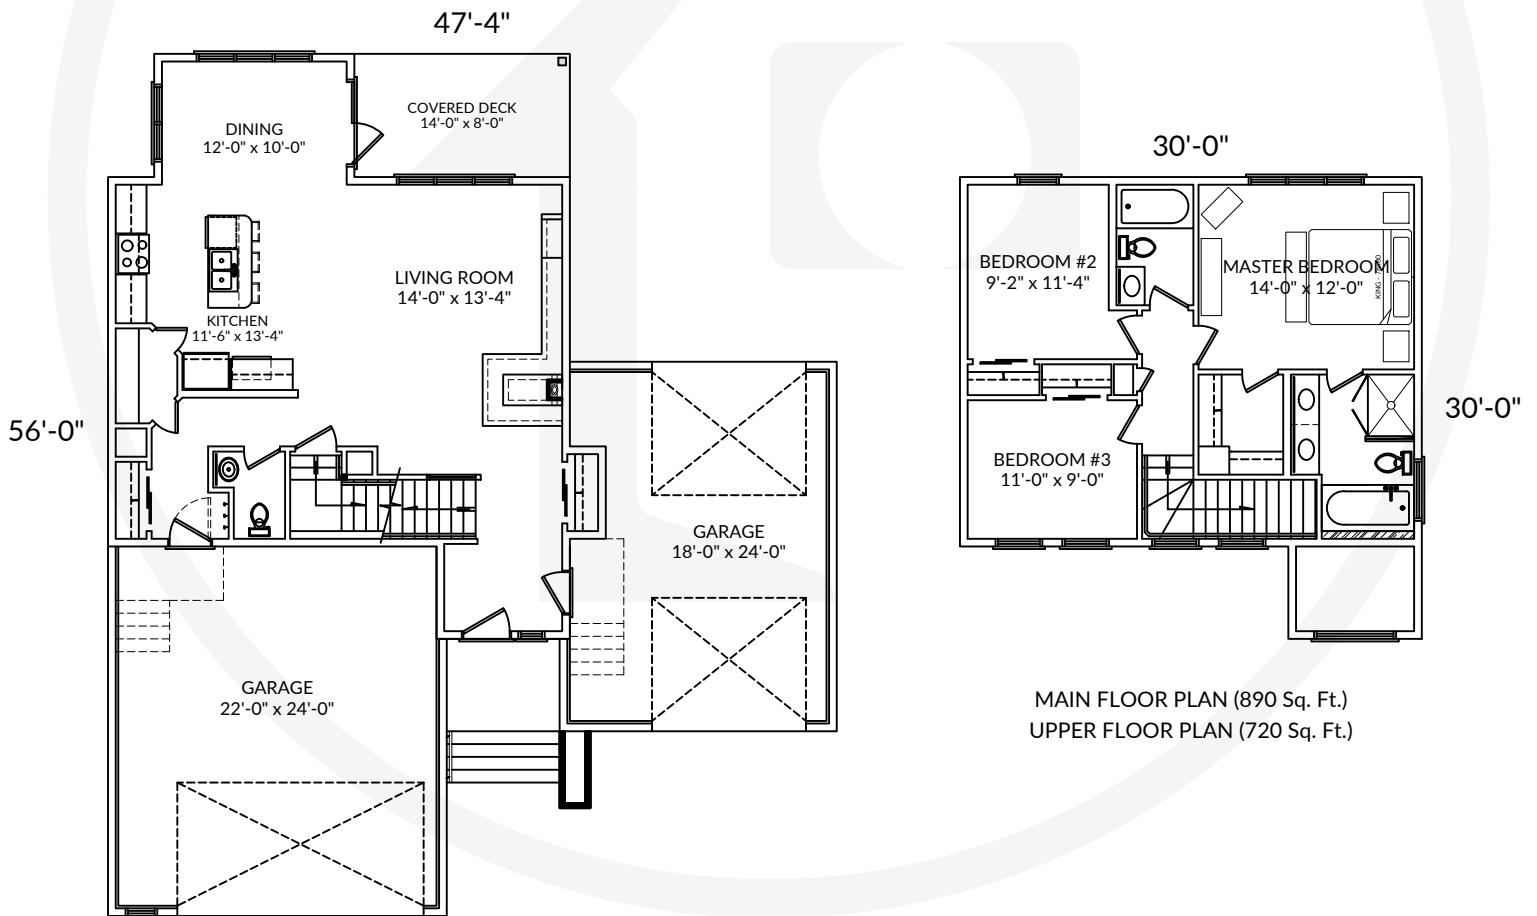 47'-4"
COVERED DECK
14'-0" x 8'-0"
DINING
12'-0" x 10'-0"
LIVING ROOM
14'-0" x 13'-4"
KITCHEN
11'-6" x 13'-4"
56'-0"
GARAGE
18'-0" x 24'-0"
GARAGE
22'-0" x 24'-0"
30'-0"
BEDROOM #2
9'-2" x 11'-4"
MASTER BEDROOM
14'-0" x 12'-0"
30'-0"
BEDROOM #3
11'-0" x 9'-0"
MAIN FLOOR PLAN (890 Sq. Ft.)
UPPER FLOOR PLAN (720 Sq. Ft.)